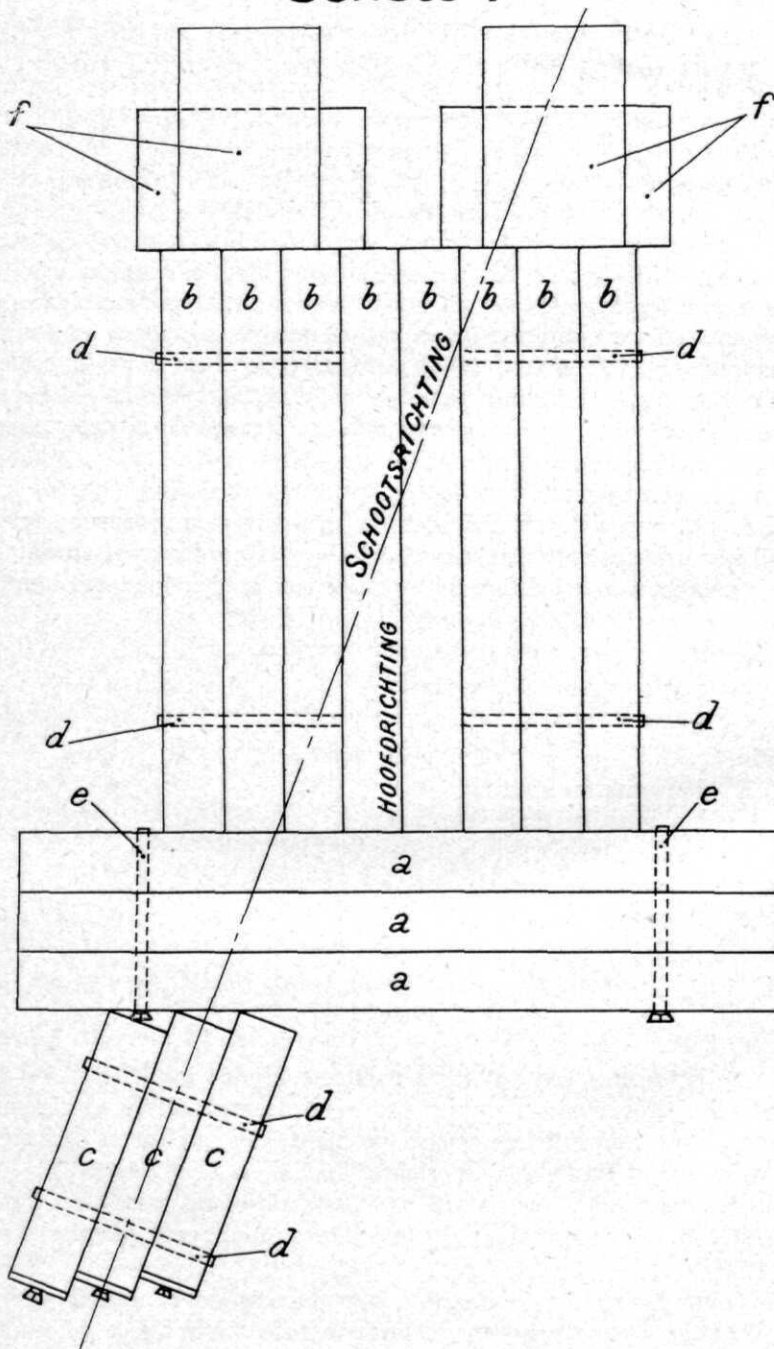 f f
b b b b b b b b
d d
SCHOOTSRICHTING
HOOFDRICHTING
d d
e e
a
a
a
d
c c c
d